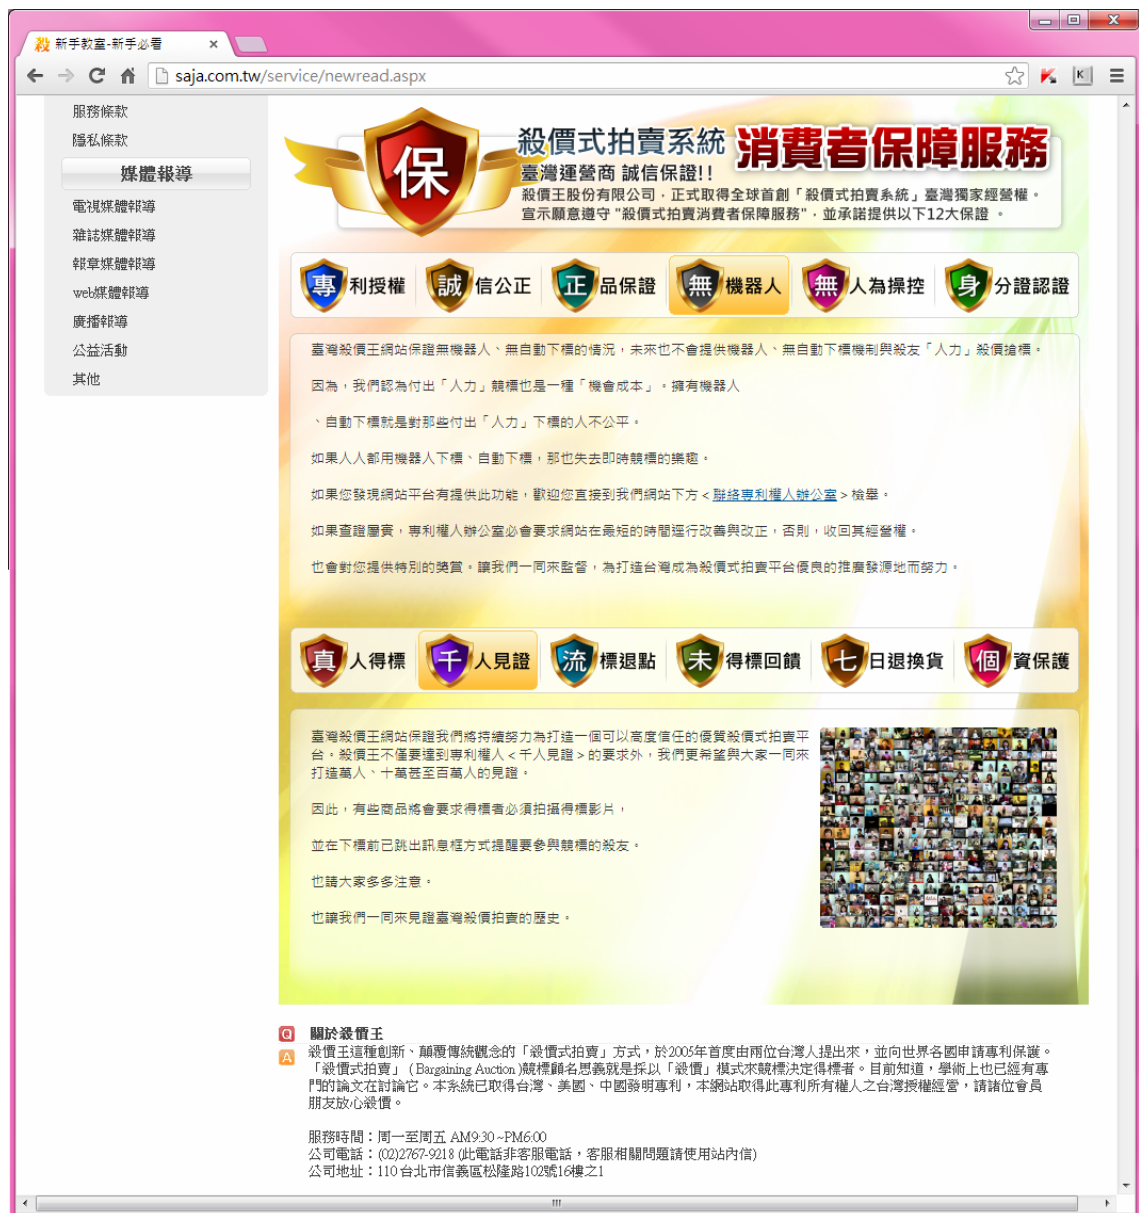 新手教室-新手必看
saja.com.tw/service/newread.aspx
服務條款
隱私條款
媒體報導
電視媒體報導
雜誌媒體報導
報章媒體報導
web媒體報導
廣播報導
公益活動
其他
保
殺價式拍賣系統 消費者保障服務
臺灣運營商 誠信保證!!
殺價王股份有限公司，正式取得全球首創「殺價式拍賣系統」臺灣獨家經營權。
宣示願意遵守 "殺價式拍賣消費者保障服務"，並承諾提供以下12大保證 。
專利授權 誠信公正 正品保證 無機器人 無人為操控 身分證認證
臺灣殺價王網站保證無機器人、無自動下標的情況，未來也不會提供機器人、無自動下標機制與殺友「人力」殺價搶標。
因為，我們認為付出「人力」競標也是一種「機會成本」。擁有機器人
、自動下標就是對那些付出「人力」下標的人不公平。
如果人人都用機器人下標、自動下標，那也失去即時競標的樂趣。
如果您發現網站平台有提供此功能，歡迎您直接到我們網站下方＜聯絡專利權人辦公室＞檢舉。
如果查證屬實，專利權人辦公室必會要求網站在最短的時間逕行改善與改正，否則，收回其經營權。
也會對您提供特別的獎賞。讓我們一同來監督，為打造台灣成為殺價式拍賣平台優良的推廣發源地而努力。
真人得標 千人見證 流標退點 未得標回饋 七日退換貨 個資保護
臺灣殺價王網站保證我們將持續努力為打造一個可以高度信任的優質殺價式拍賣平
台。殺價王不僅要達到專利權人＜千人見證＞的要求外，我們更希望與大家一同來
打造萬人、十萬甚至百萬人的見證。
因此，有些商品將會要求得標者必須拍攝得標影片，
並在下標前已跳出訊息框方式提醒要參與競標的殺友。
也請大家多多注意。
也讓我們一同來見證臺灣殺價拍賣的歷史。
Q 關於殺價王
A 殺價王這種創新、顛覆傳統觀念的「殺價式拍賣」方式，於2005年首度由兩位台灣人提出來，並向世界各國申請專利保護。
「殺價式拍賣」 ( Bargaining Auction )競標顧名思義就是採以「殺價」模式來競標決定得標者。目前知道，學術上也已經有專
門的論文在討論它。本系統已取得台灣、美國、中國發明專利，本網站取得此專利所有權人之台灣授權經營，請諸位會員
朋友放心殺價。
服務時間：周一至周五 AM9:30 ~PM6:00
公司電話：(02)2767-9218 (此電話非客服電話，客服相關問題請使用站內信)
公司地址：110 台北市信義區松隆路102號16樓之1